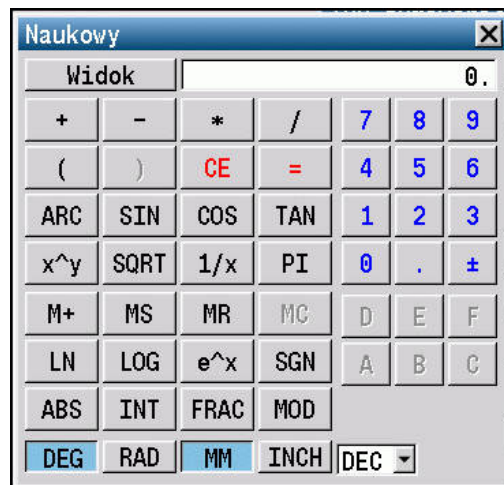 Naukowy
Widok 0.
+ - * / 7 8 9
( ) CE = 4 5 6
ARC SIN COS TAN 1 2 3
x^y SQRT 1/x PI 0 . ±
M+ MS MR MC D E F
LN LOG e^x SGN A B C
ABS INT FRAC MOD
DEG RAD MM INCH DEC